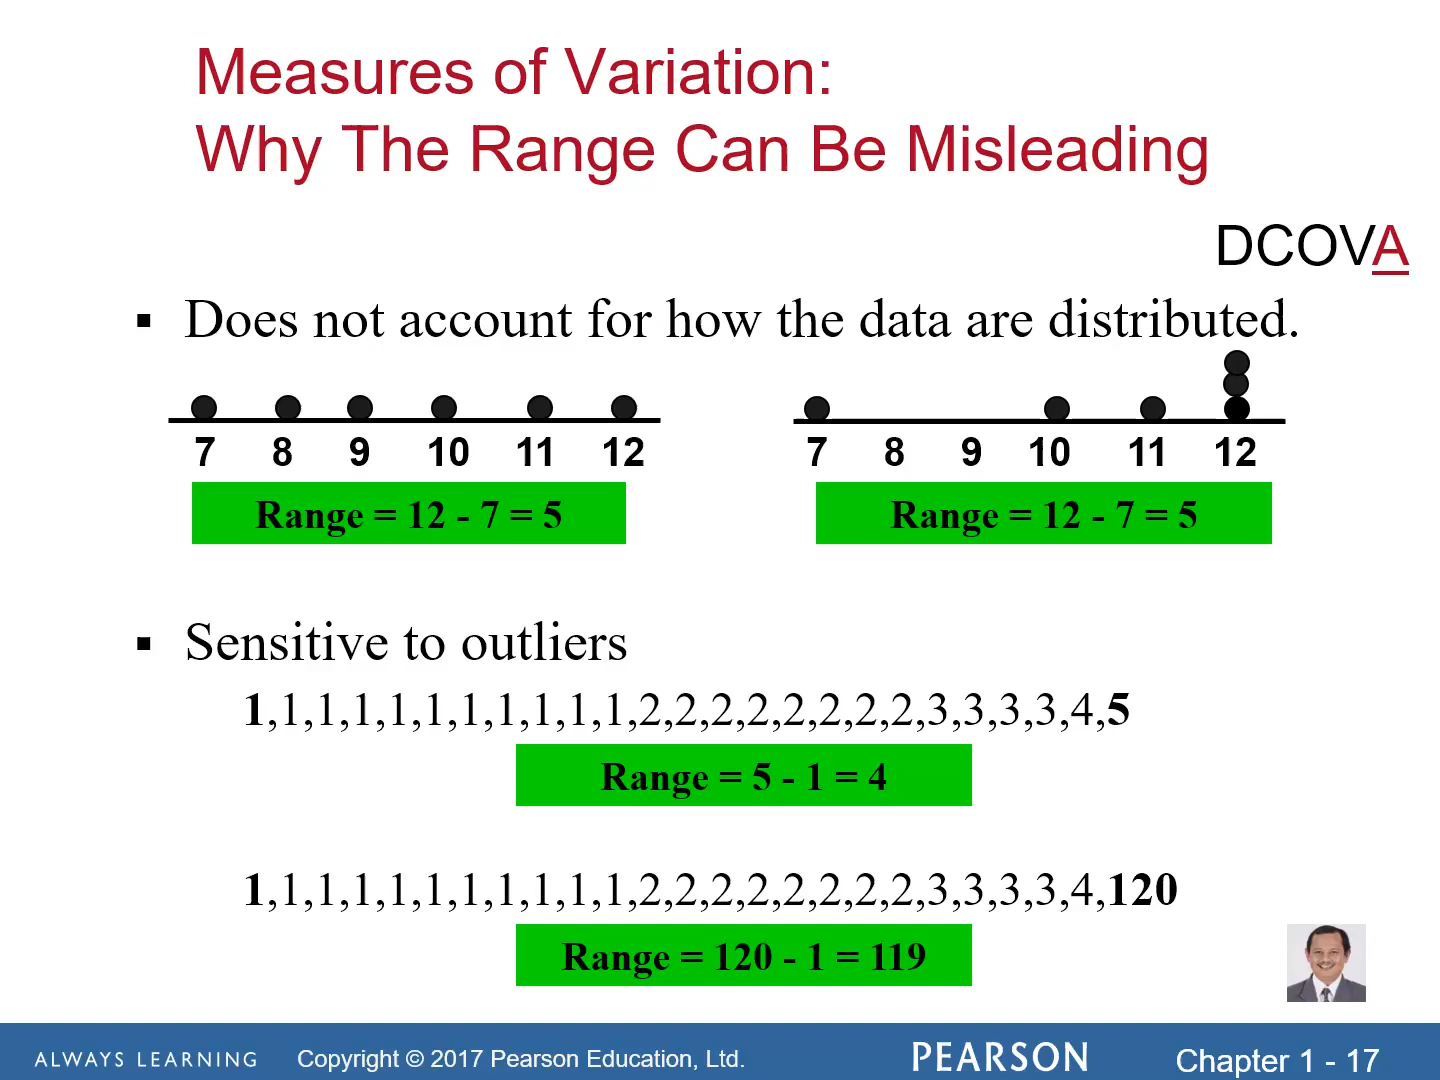 Measures of Variation:
Why The Range Can Be Misleading
DCOVA
▪ Does not account for how the data are distributed.
7 8 9 10 11 12
7 8 9 10 11 12
Range = 12 - 7 = 5
Range = 12 - 7 = 5
▪ Sensitive to outliers
1,1,1,1,1,1,1,1,1,1,1,2,2,2,2,2,2,2,2,3,3,3,3,4,5
Range = 5 - 1 = 4
1,1,1,1,1,1,1,1,1,1,1,2,2,2,2,2,2,2,2,3,3,3,3,4,120
Range = 120 - 1 = 119
ALWAYS LEARNING Copyright © 2017 Pearson Education, Ltd. PEARSON Chapter 1 - 17